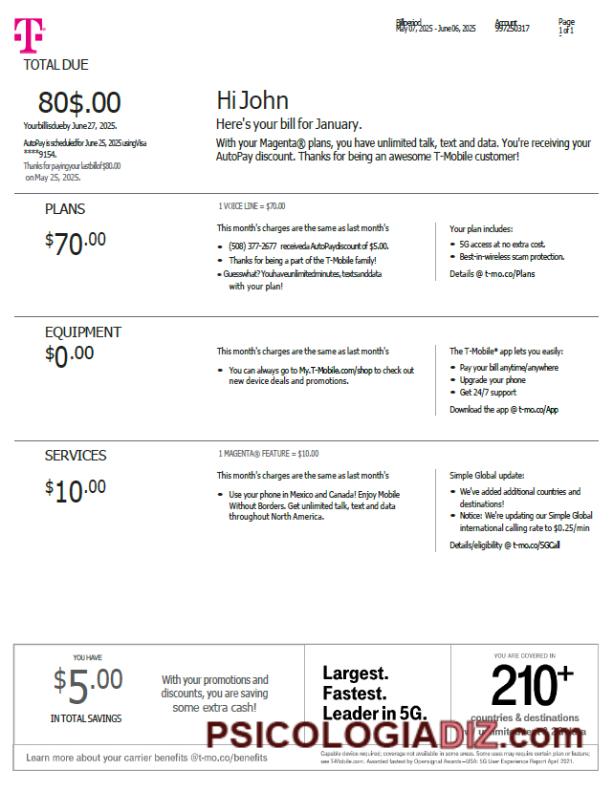 T
Billperiod Account Page
May 07, 2025 - June 06, 2025 997250317 1 of 1
TOTAL DUE
80$.00
Yourbillisdueby June 27, 2025.
AutoPay is scheduled for June 25, 2025 usingVisa
****9154.
Thanks for paying your last bill of $80.00
on May 25, 2025.
Hi John
Here's your bill for January.
With your Magenta® plans, you have unlimited talk, text and data. You're receiving your
AutoPay discount. Thanks for being an awesome T-Mobile customer!
PLANS
$70.00
1 VOICE LINE = $70.00
This month's charges are the same as last month's
• (508) 377-2677 received a AutoPay discount of $5.00.
• Thanks for being a part of the T-Mobile family!
• Guess what? You have unlimited minutes, texts and data
with your plan!
Your plan includes:
• 5G access at no extra cost.
• Best-in-wireless scam protection.
Details @ t-mo.co/Plans
EQUIPMENT
$0.00
This month's charges are the same as last month's
• You can always go to My.T-Mobile.com/shop to check out
new device deals and promotions.
The T-Mobile* app lets you easily:
• Pay your bill anytime/anywhere
• Upgrade your phone
• Get 24/7 support
Download the app @ t-mo.co/App
SERVICES
$10.00
1 MAGENTA® FEATURE = $10.00
This month's charges are the same as last month's
• Use your phone in Mexico and Canada! Enjoy Mobile
Without Borders. Get unlimited talk, text and data
throughout North America.
Simple Global update:
• We've added additional countries and
destinations!
• Notice: We're updating our Simple Global
international calling rate to $0.25/min
Details/eligibility @ t-mo.co/SGCall
YOU HAVE
$5.00
IN TOTAL SAVINGS
With your promotions and
discounts, you are saving
some extra cash!
Largest.
Fastest.
Leader in 5G.
YOU ARE COVERED IN
210+
countries & destinations
PSICOLOGIADIZ.com
Learn more about your carrier benefits @t-mo.co/benefits
Capable device required; coverage not available in some areas. Some uses may require certain plan or feature;
see T-Mobile.com. Awarded fastest by Opensignal Awards—USA: 5G User Experience Report April 2021.